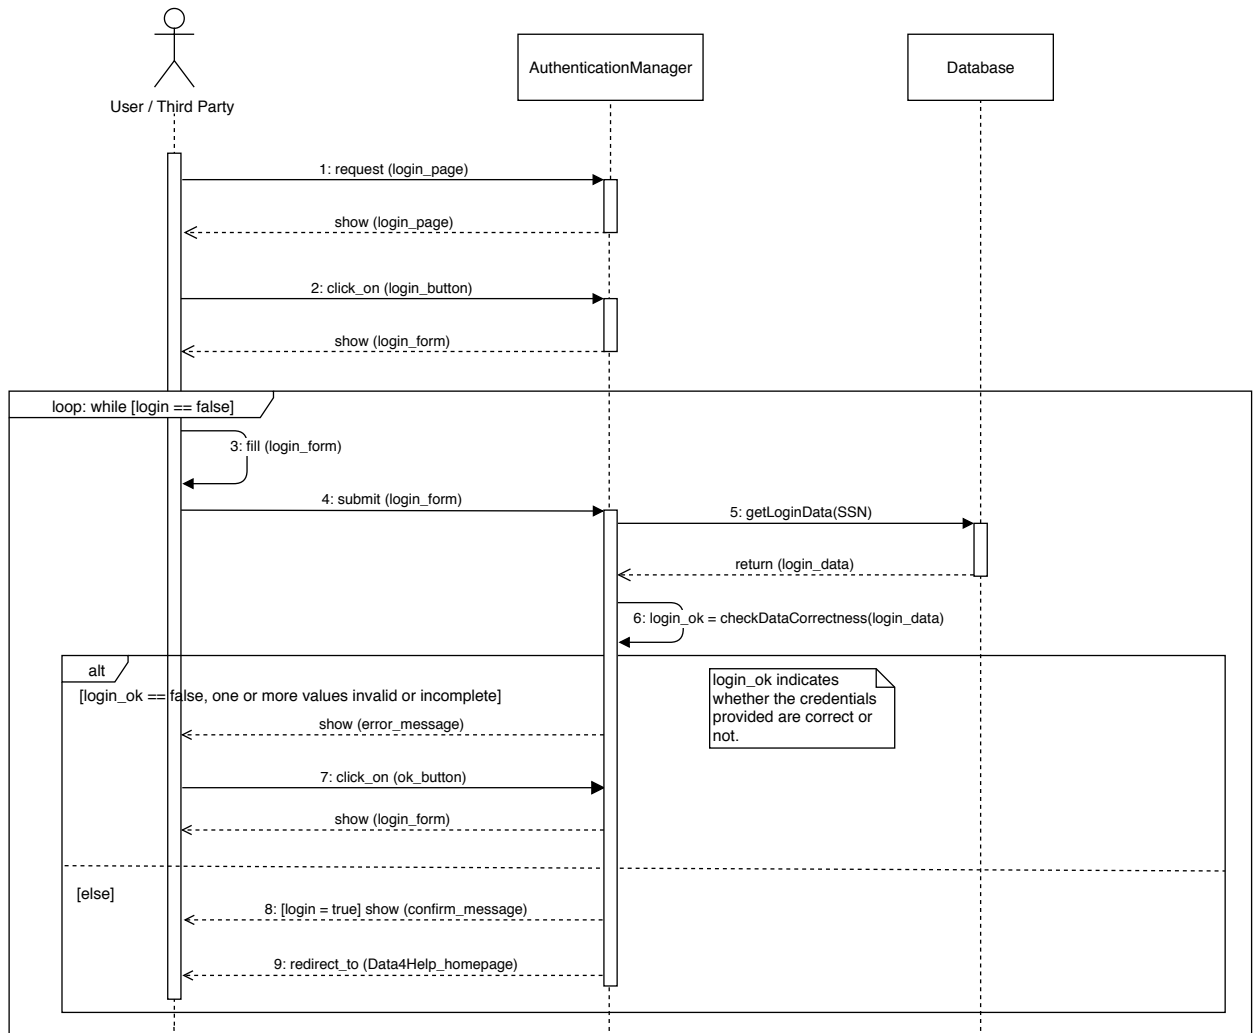 User / Third Party
AuthenticationManager
Database
1: request (login_page)
show (login_page)
2: click_on (login_button)
show (login_form)
loop: while [login == false]
3: fill (login_form)
4: submit (login_form)
5: getLoginData(SSN)
return (login_data)
6: login_ok = checkDataCorrectness(login_data)
alt
[login_ok == false, one or more values invalid or incomplete]
login_ok indicates
whether the credentials
provided are correct or
not.
show (error_message)
7: click_on (ok_button)
show (login_form)
[else]
8: [login = true] show (confirm_message)
9: redirect_to (Data4Help_homepage)